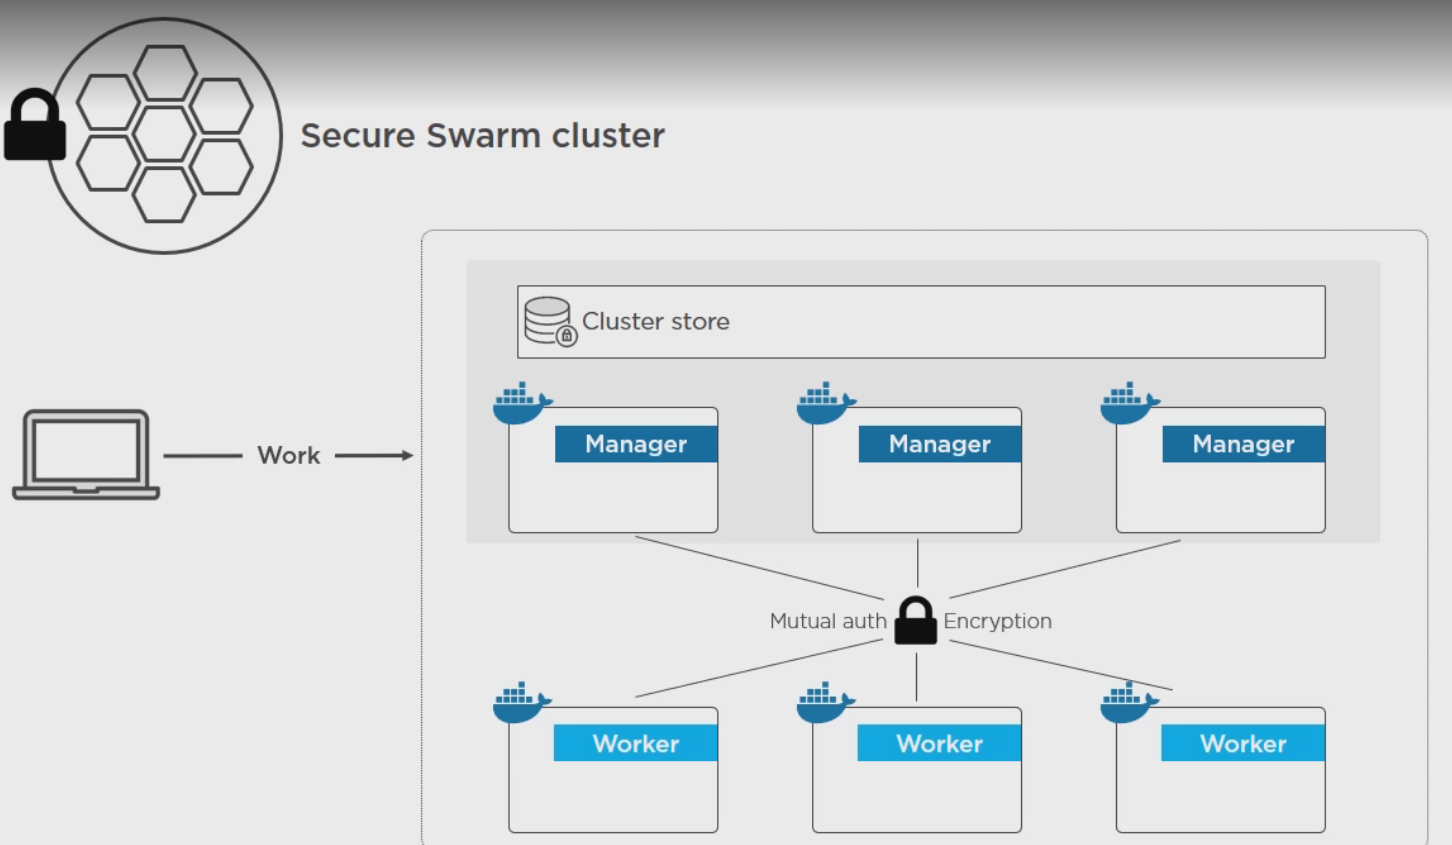 Secure Swarm cluster
Cluster store
Manager
Manager
Manager
Work
Mutual auth
Encryption
Worker
Worker
Worker